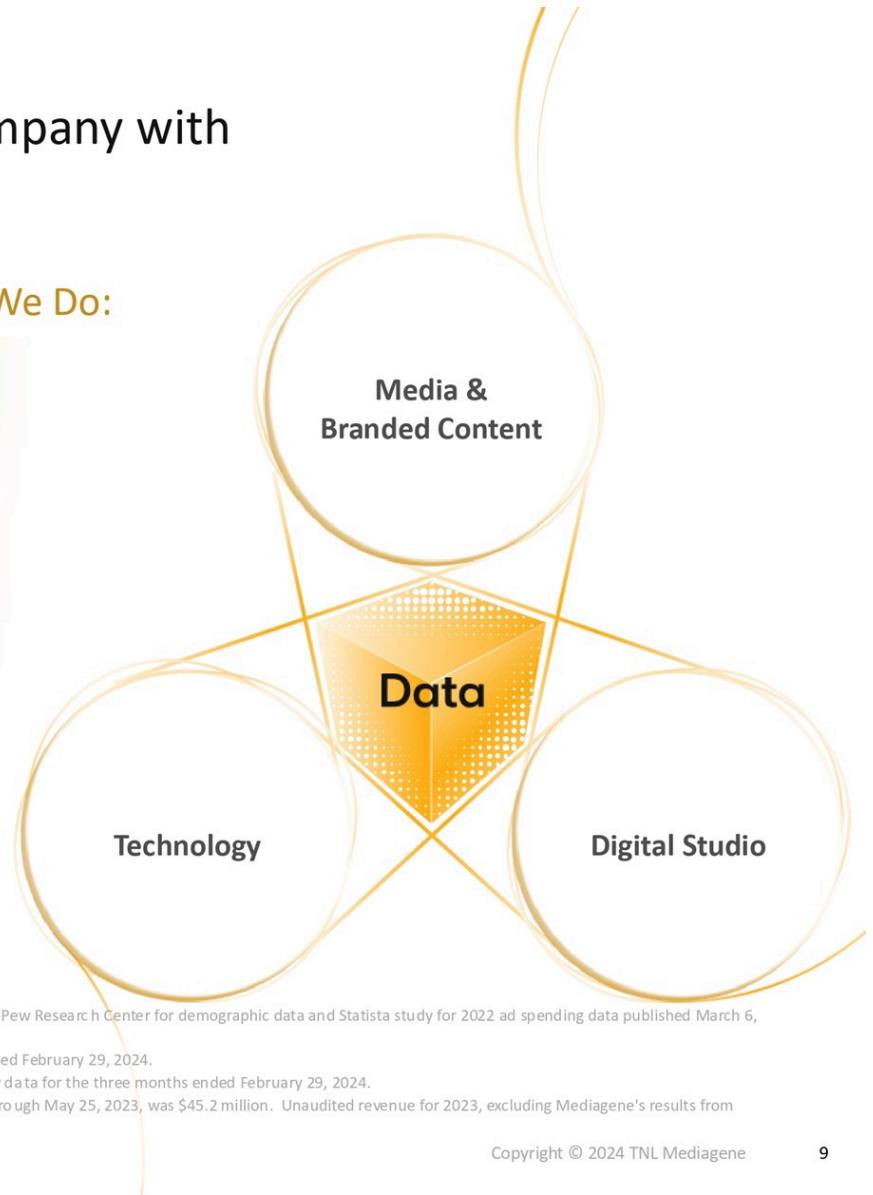 mpany with
We Do:
Media &
Branded Content
Data
Technology
Digital Studio
Pew Research Center for demographic data and Statista study for 2022 ad spending data published March 6,
ed February 29, 2024.
data for the three months ended February 29, 2024.
rough May 25, 2023, was $45.2 million. Unaudited revenue for 2023, excluding Mediagene's results from
Copyright © 2024 TNL Mediagene 9